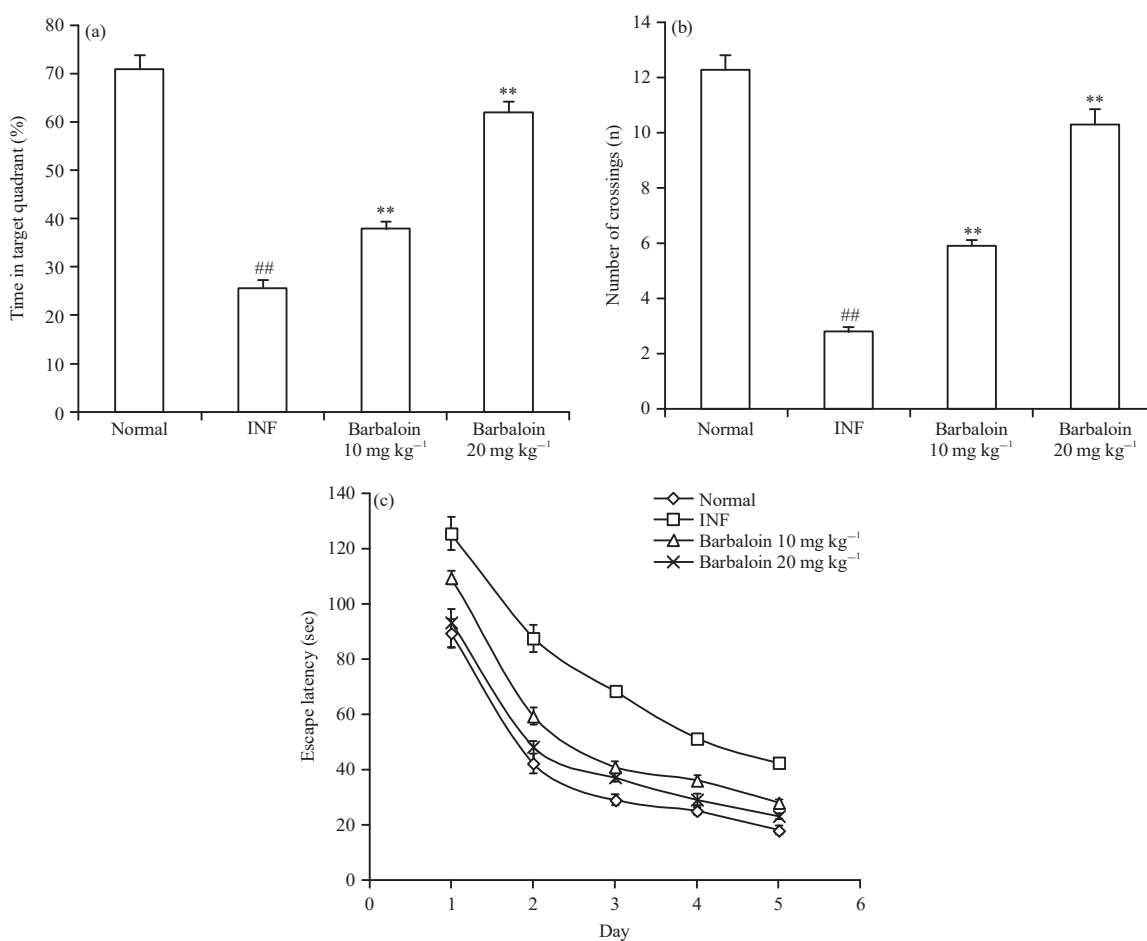 (a)
80
70
60
50
40
30
20
10
0
Time in target quadrant (%)
**
**
##
Normal
INF
Barbaloin
10 mg kg⁻¹
Barbaloin
20 mg kg⁻¹
(b)
14
12
10
8
6
4
2
0
Number of crossings (n)
**
**
##
Normal
INF
Barbaloin
10 mg kg⁻¹
Barbaloin
20 mg kg⁻¹
(c)
140
120
100
80
60
40
20
0
Escape latency (sec)
Normal
INF
Barbaloin 10 mg kg⁻¹
Barbaloin 20 mg kg⁻¹
0 1 2 3 4 5 6
Day